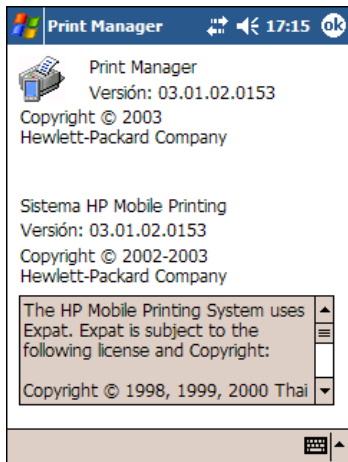 Print Manager 17:15 ok
Print Manager
Versión: 03.01.02.0153
Copyright © 2003
Hewlett-Packard Company
Sistema HP Mobile Printing
Versión: 03.01.02.0153
Copyright © 2002-2003
Hewlett-Packard Company
The HP Mobile Printing System uses
Expat. Expat is subject to the
following license and Copyright:
Copyright © 1998, 1999, 2000 Thai